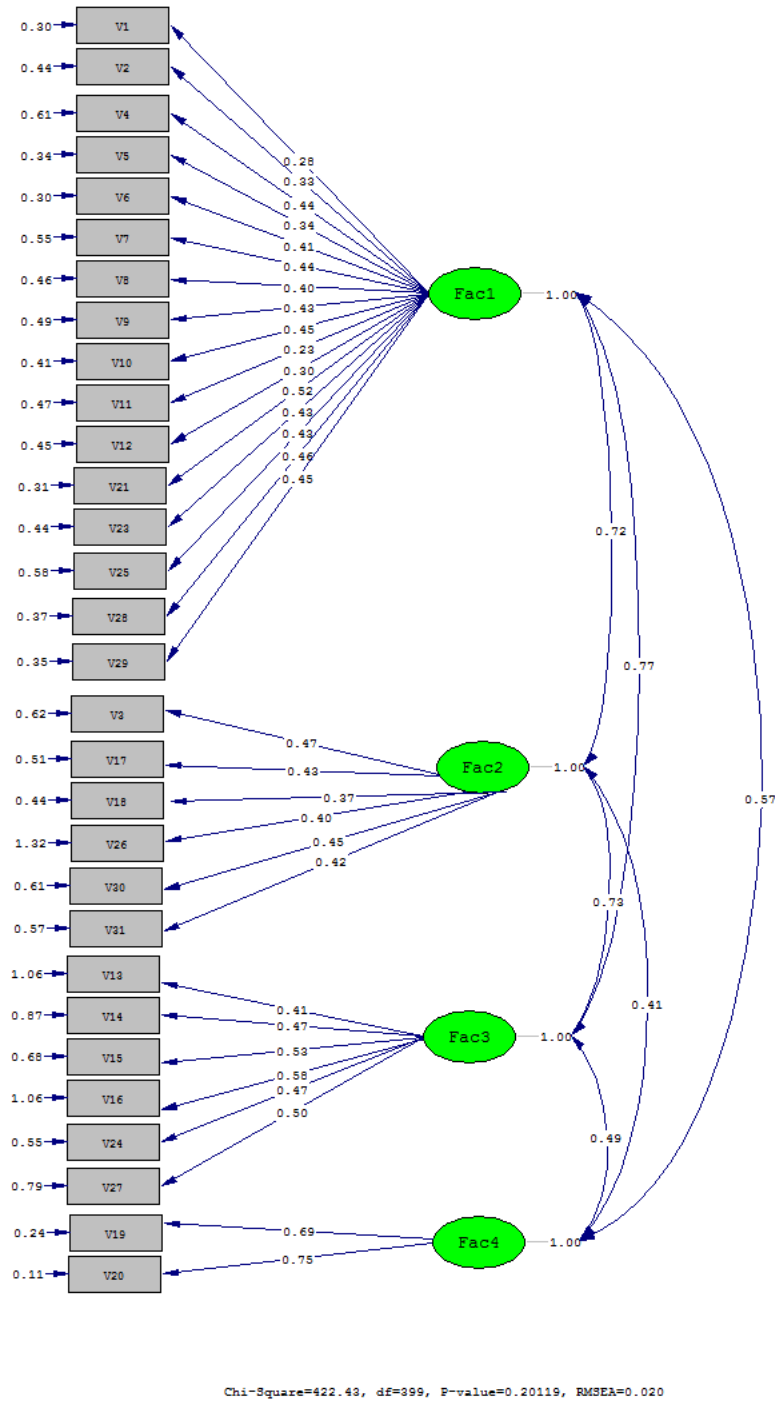 0.30 V1
0.44 V2
0.61 V4
0.34 V5
0.30 V6
0.55 V7
0.46 V8
0.49 V9
0.41 V10
0.47 V11
0.45 V12
0.31 V21
0.44 V23
0.58 V25
0.37 V28
0.35 V29
0.62 V3
0.51 V17
0.44 V18
1.32 V26
0.61 V30
0.57 V31
1.06 V13
0.87 V14
0.68 V15
1.06 V16
0.55 V24
0.79 V27
0.24 V19
0.11 V20
0.28
0.33
0.44
0.34
0.41
0.44
0.40
0.43
0.45
0.23
0.30
0.52
0.43
0.43
0.46
0.45
0.47
0.43
0.37
0.40
0.45
0.42
0.41
0.47
0.53
0.58
0.47
0.50
0.69
0.75
Fac1 1.00
Fac2 1.00
Fac3 1.00
Fac4 1.00
0.72
0.77
0.57
0.73
0.41
0.49
Chi-Square=422.43, df=399, P-value=0.20119, RMSEA=0.020